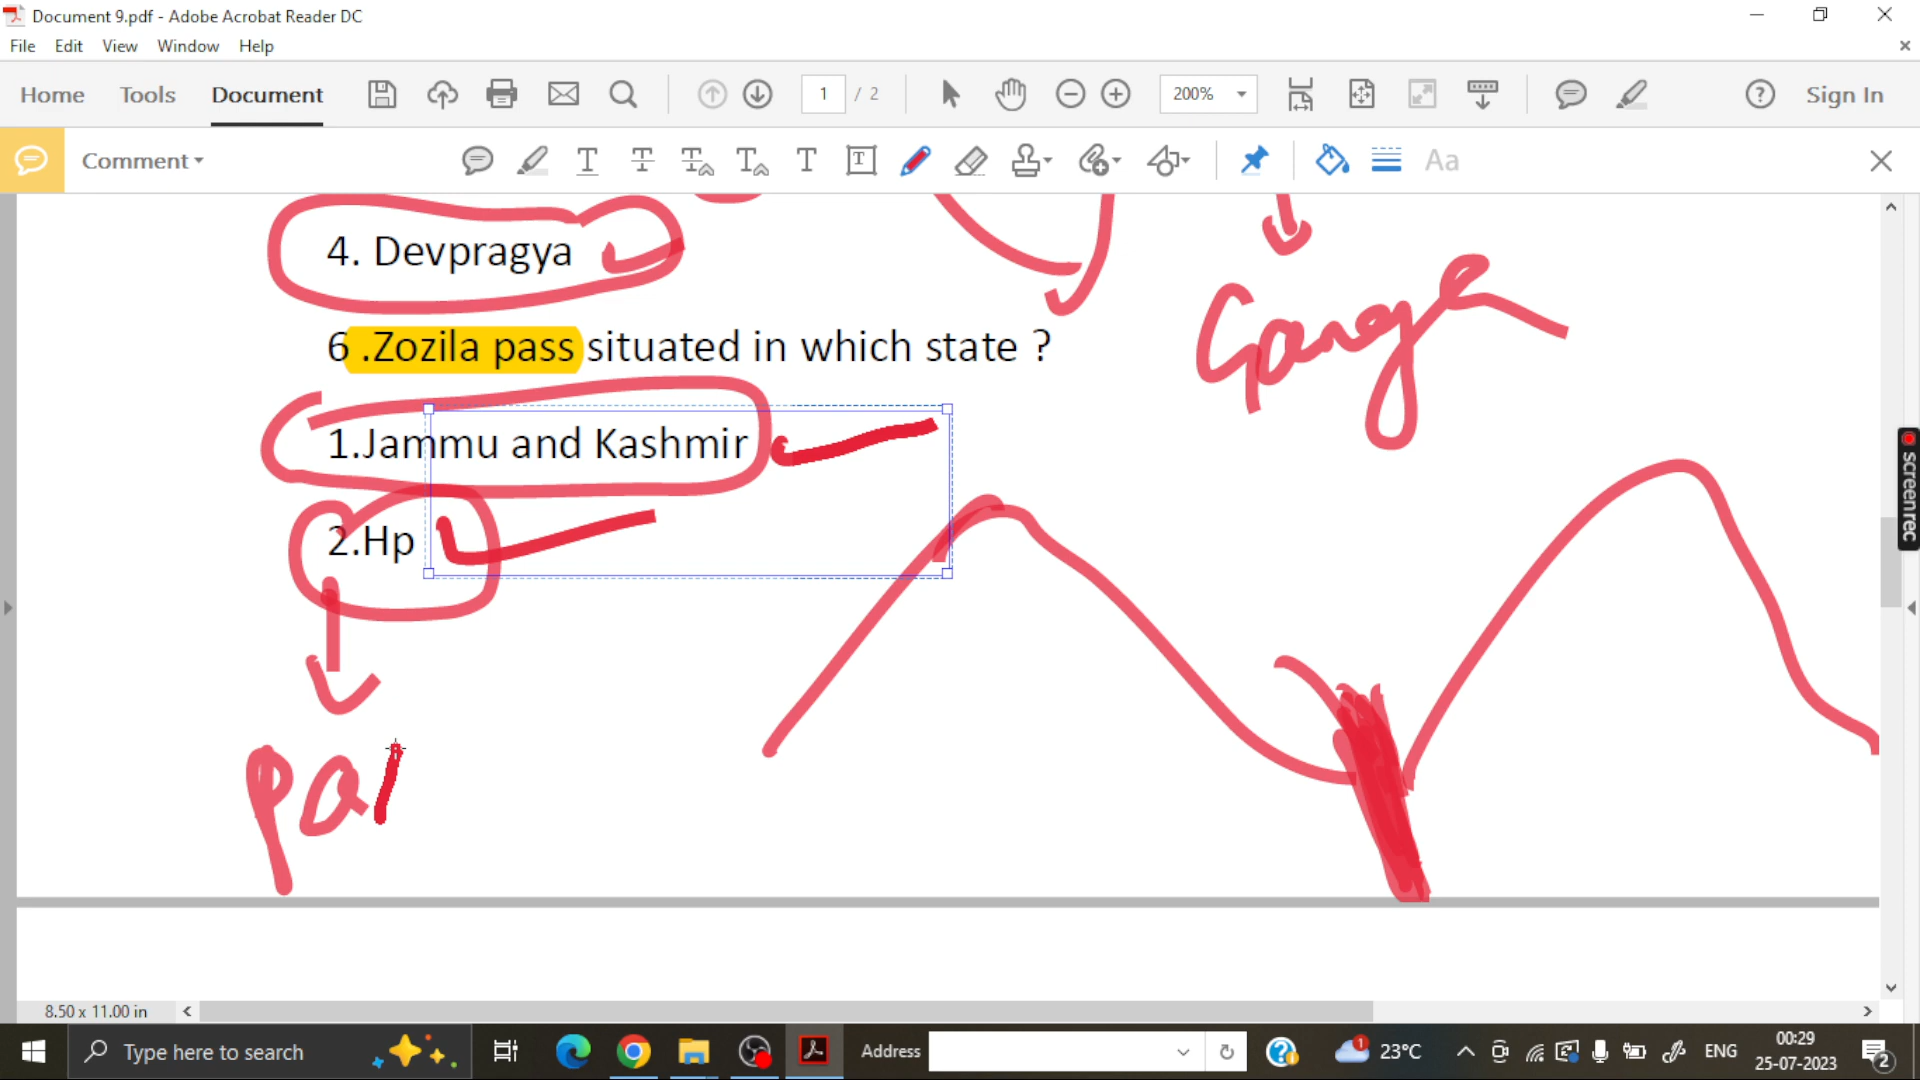 Document 9.pdf - Adobe Acrobat Reader DC
File Edit View Window Help
Home Tools Document 1 / 2 200% Sign In
Comment Aa
4. Devpragya
Ganga
6 .Zozila pass situated in which state ?
1.Jammu and Kashmir
2.Hp
screenrec
8.50 x 11.00 in
Type here to search Address 23°C ENG 00:29
25-07-2023
2